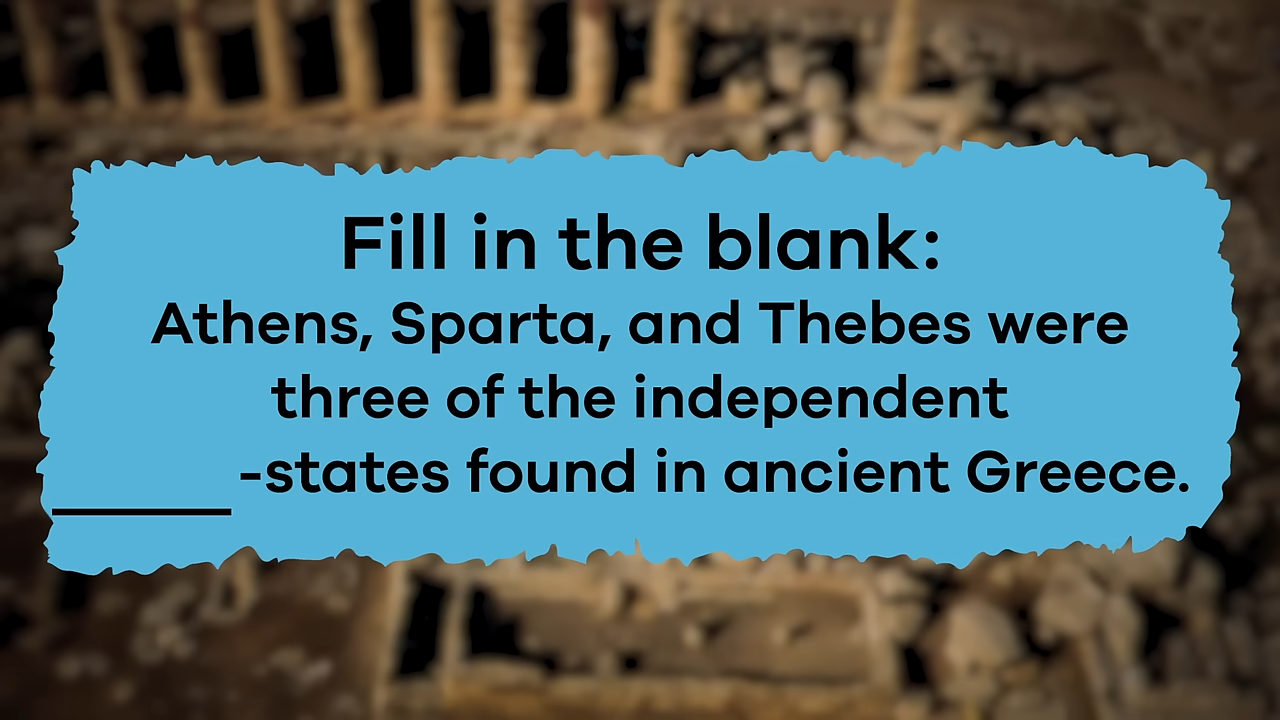 Fill in the blank:
Athens, Sparta, and Thebes were
three of the independent
______ -states found in ancient Greece.